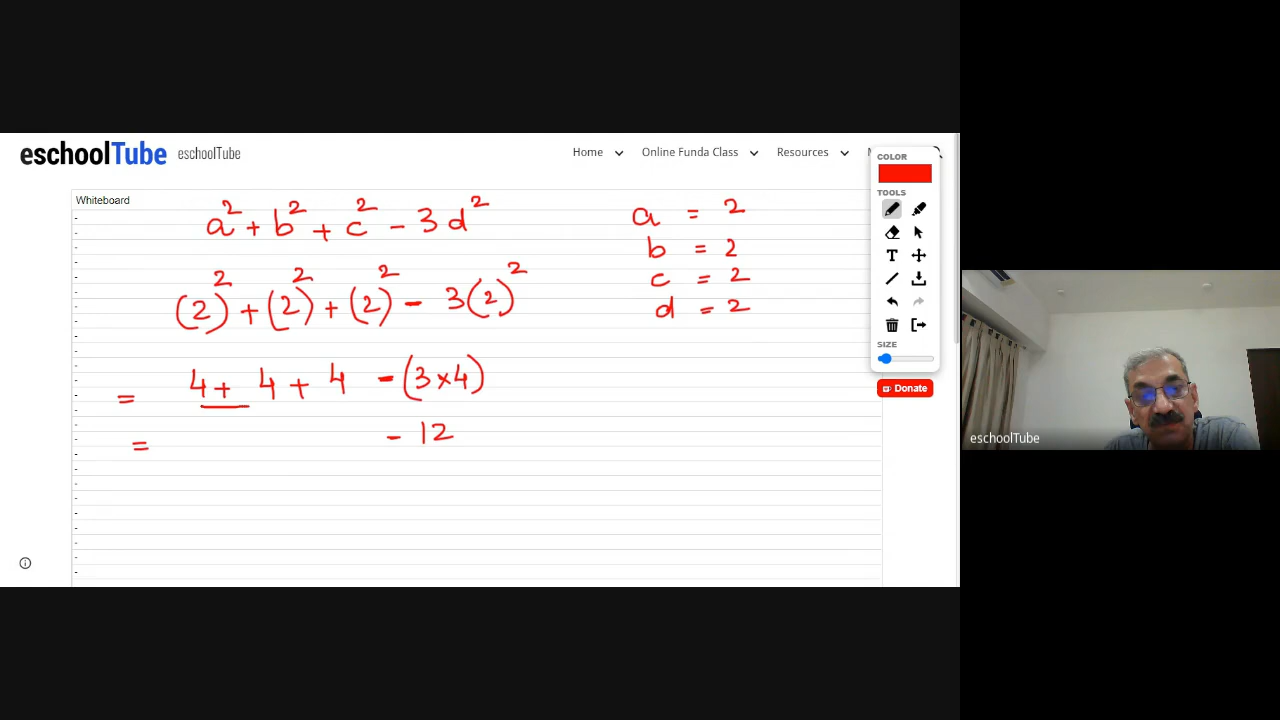 eschoolTube eschoolTube Home Online Funda Class Resources
COLOR
Whiteboard
TOOLS
a² + b² + c² - 3d²
a = 2
b = 2
c = 2
d = 2
(2)² + (2)² + (2)² - 3(2)²
= 4 + 4 + 4 - (3×4)
= - 12
T
SIZE
Donate
eschoolTube